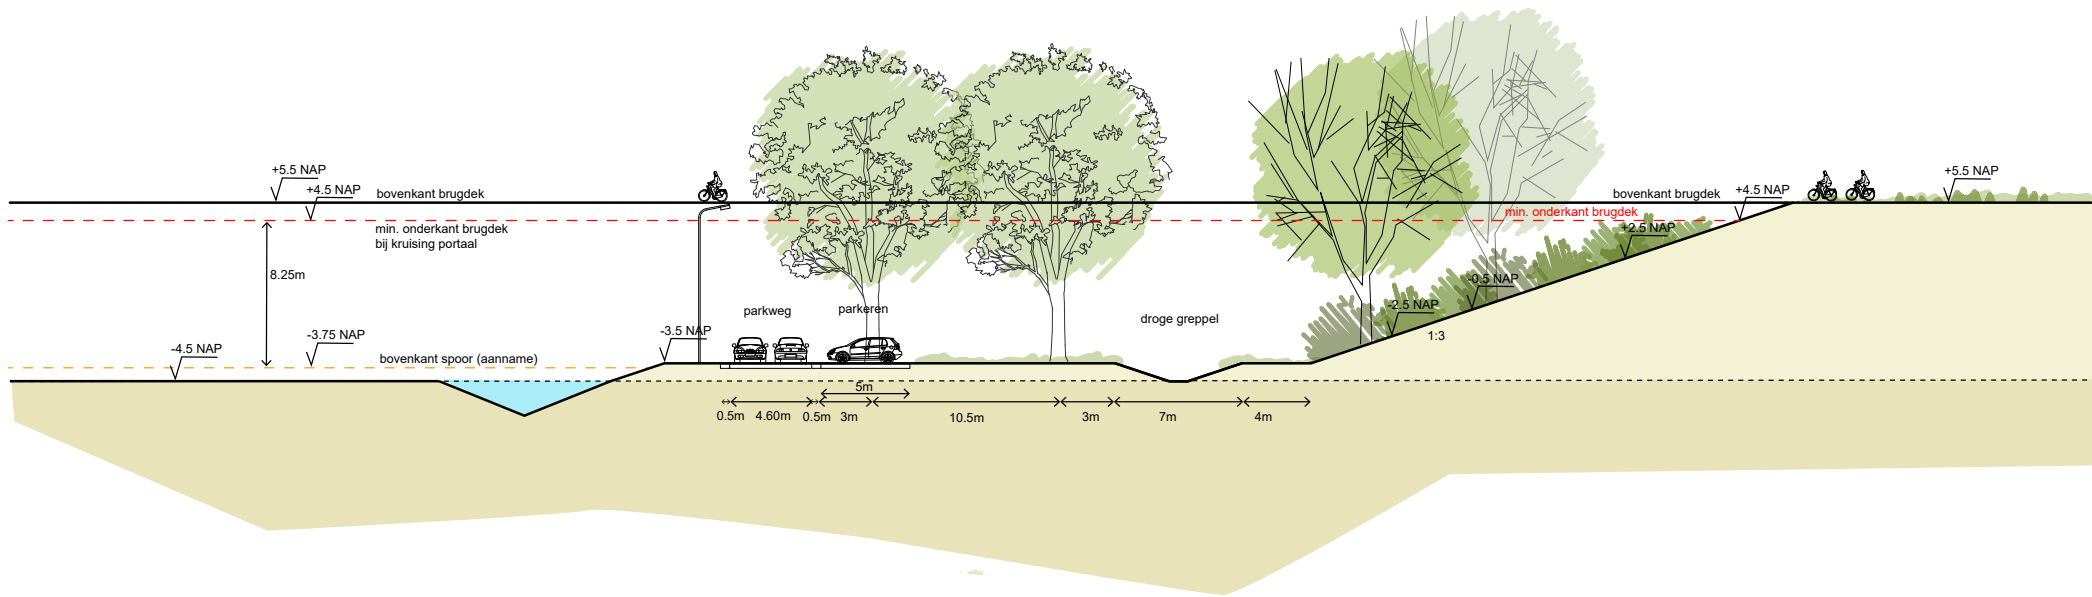 +5.5 NAP
+4.5 NAP
bovenkant brugdek
min. onderkant brugdek
bij kruising portaal
8.25m
-3.75 NAP
-4.5 NAP
bovenkant spoor (aanname)
-3.5 NAP
parkweg
parkeren
droge greppel
bovenkant brugdek
+4.5 NAP
+5.5 NAP
min. onderkant brugdek
+2.5 NAP
-0.5 NAP
-2.5 NAP
1:3
5m
0.5m
4.60m
0.5m
3m
10.5m
3m
7m
4m